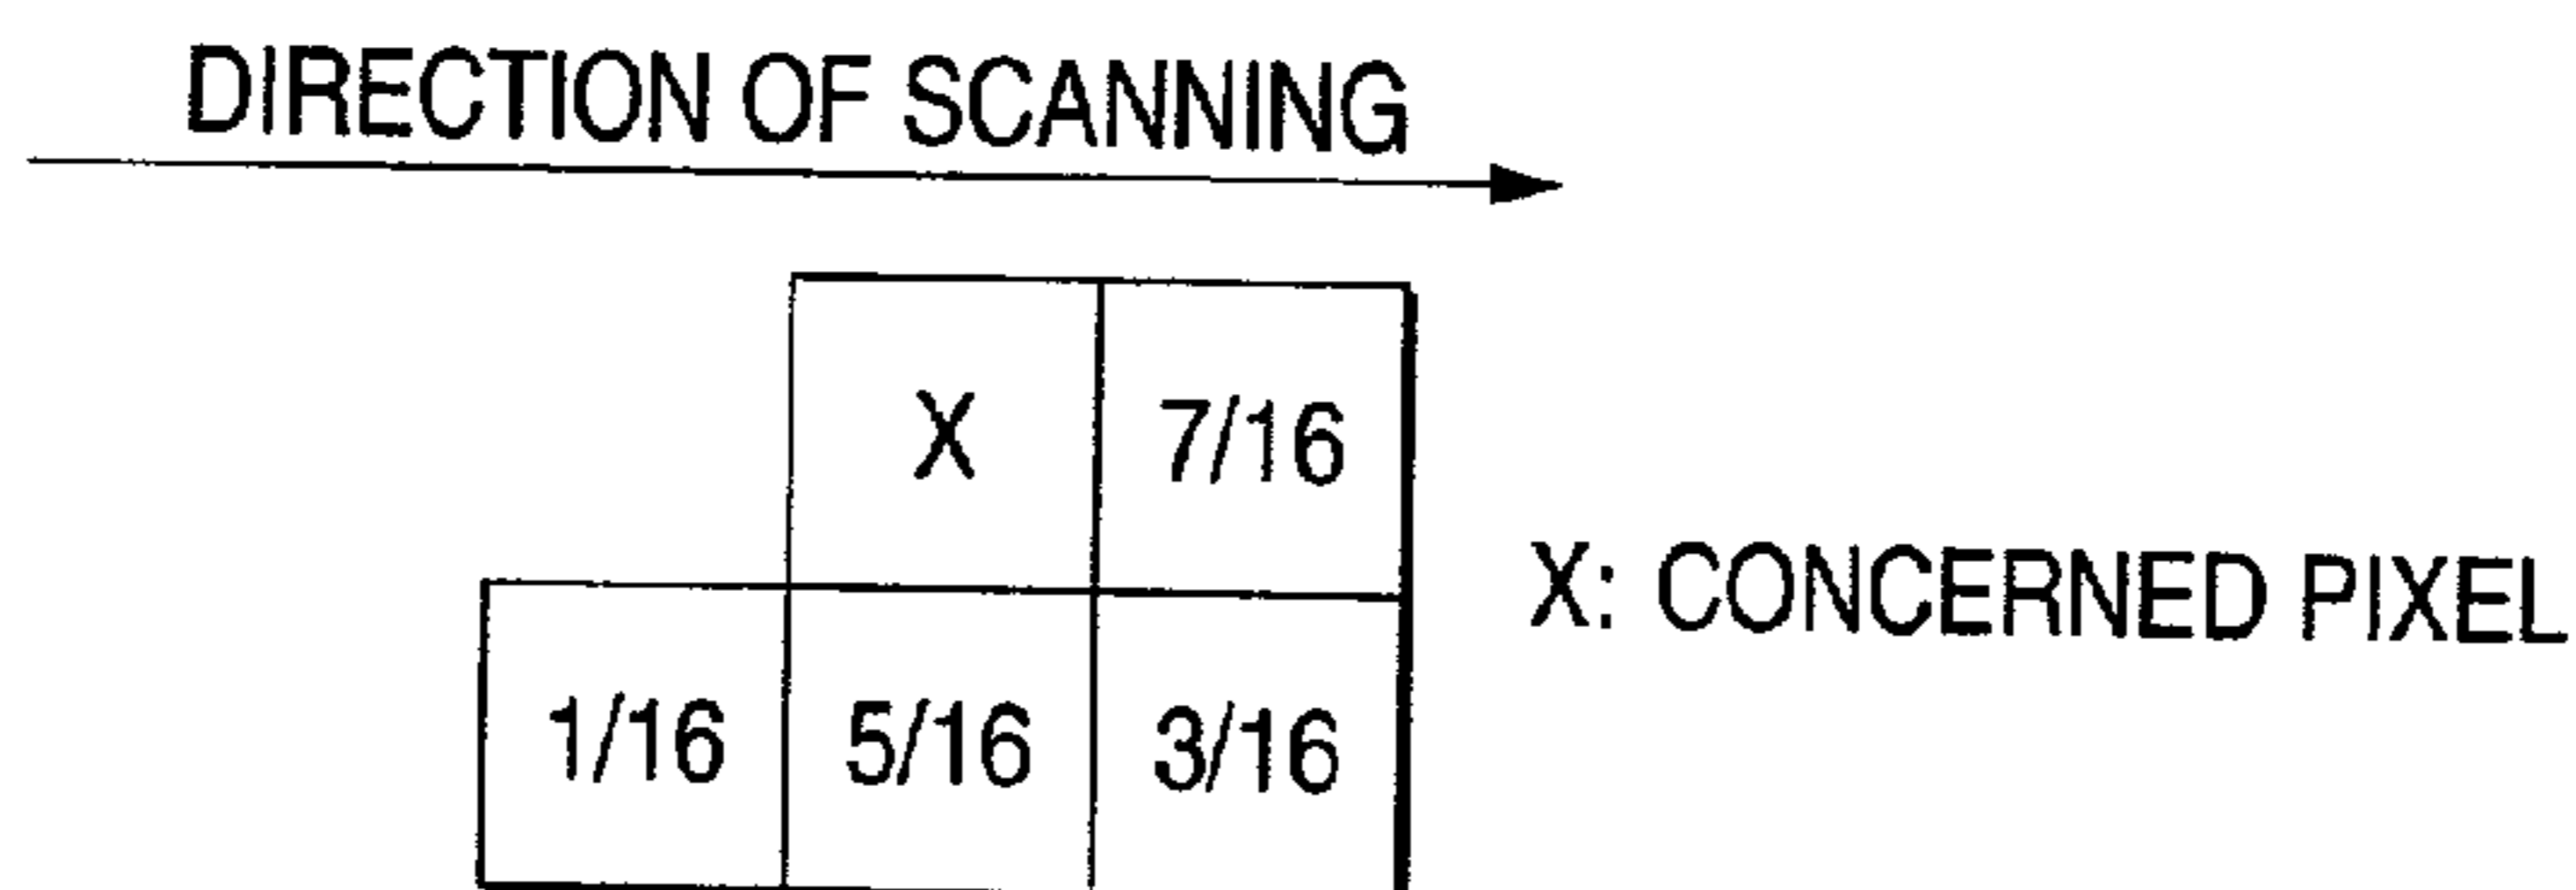 DIRECTION OF SCANNING
X 7/16
X: CONCERNED PIXEL
1/16 5/16 3/16